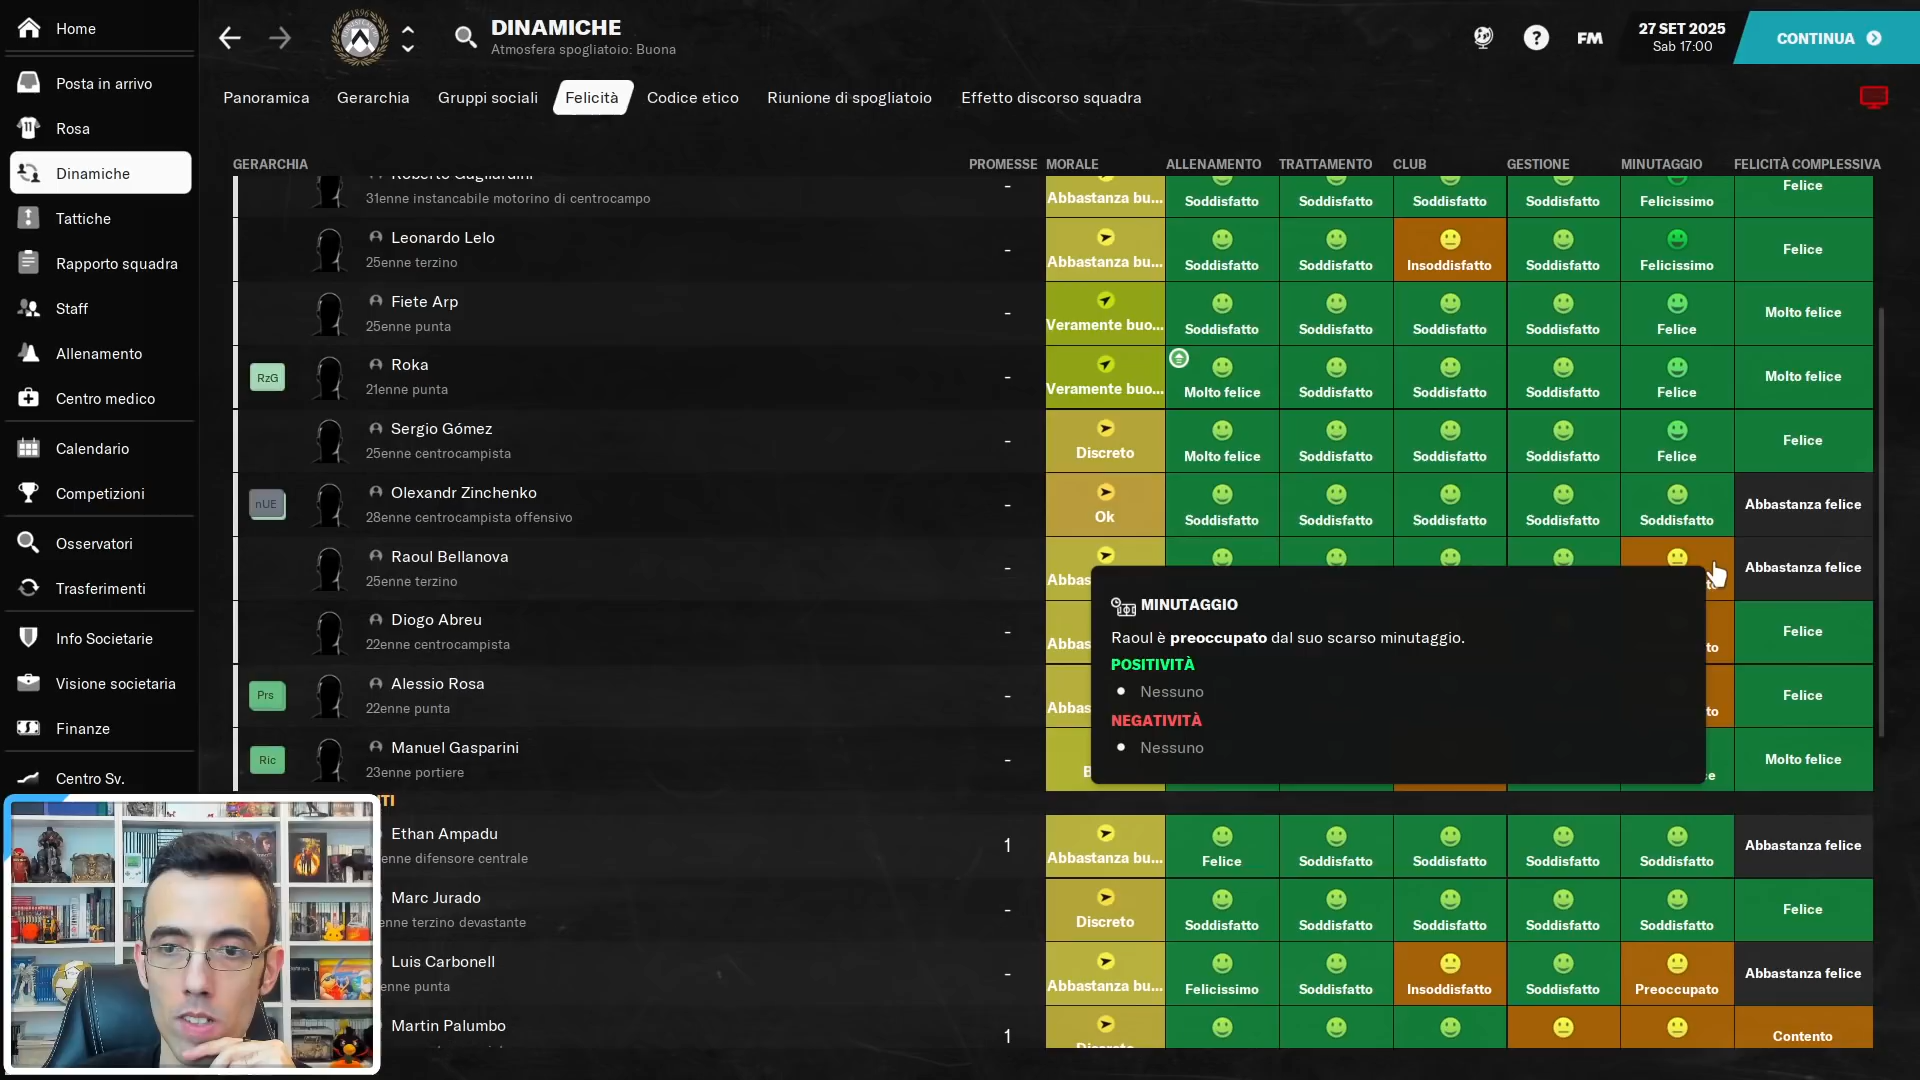 Home
Posta in arrivo
Rosa
Dinamiche
Tattiche
Rapporto squadra
Staff
Allenamento
Centro medico
Calendario
Competizioni
Osservatori
Trasferimenti
Info Societarie
Visione societaria
Finanze
Centro Sv.
1896
DINAMICHE
Atmosfera spogliatoio: Buona
FM
27 SET 2025
Sab 17:00
CONTINUA
Panoramica Gerarchia Gruppi sociali Felicità Codice etico Riunione di spogliatoio Effetto discorso squadra
GERARCHIA PROMESSE MORALE ALLENAMENTO TRATTAMENTO CLUB GESTIONE MINUTAGGIO FELICITÀ COMPLESSIVA
Roberto Gagliardini
31enne instancabile motorino di centrocampo
- Abbastanza bu... Soddisfatto Soddisfatto Soddisfatto Soddisfatto Felicissimo Felice
Leonardo Lelo
25enne terzino
- Abbastanza bu... Soddisfatto Soddisfatto Insoddisfatto Soddisfatto Felicissimo Felice
Fiete Arp
25enne punta
- Veramente buo... Soddisfatto Soddisfatto Soddisfatto Soddisfatto Felice Molto felice
RzG
Roka
21enne punta
- Veramente buo... Molto felice Soddisfatto Soddisfatto Soddisfatto Felice Molto felice
Sergio Gómez
25enne centrocampista
- Discreto Molto felice Soddisfatto Soddisfatto Soddisfatto Felice Felice
nUE
Olexandr Zinchenko
28enne centrocampista offensivo
- Ok Soddisfatto Soddisfatto Soddisfatto Soddisfatto Soddisfatto Abbastanza felice
Raoul Bellanova
25enne terzino
- Abbas Abbastanza felice
MINUTAGGIO
Raoul è preoccupato dal suo scarso minutaggio.
POSITIVITÀ
Nessuno
NEGATIVITÀ
Nessuno
Diogo Abreu
22enne centrocampista
- Abbas to Felice
Prs
Alessio Rosa
22enne punta
- Abbas to Felice
Ric
Manuel Gasparini
23enne portiere
- B ce Molto felice
TI
Ethan Ampadu
enne difensore centrale
1 Abbastanza bu... Felice Soddisfatto Soddisfatto Soddisfatto Soddisfatto Abbastanza felice
Marc Jurado
enne terzino devastante
- Discreto Soddisfatto Soddisfatto Soddisfatto Soddisfatto Soddisfatto Felice
Luis Carbonell
enne punta
- Abbastanza bu... Felicissimo Soddisfatto Insoddisfatto Soddisfatto Preoccupato Abbastanza felice
Martin Palumbo
1 Discreto Contento